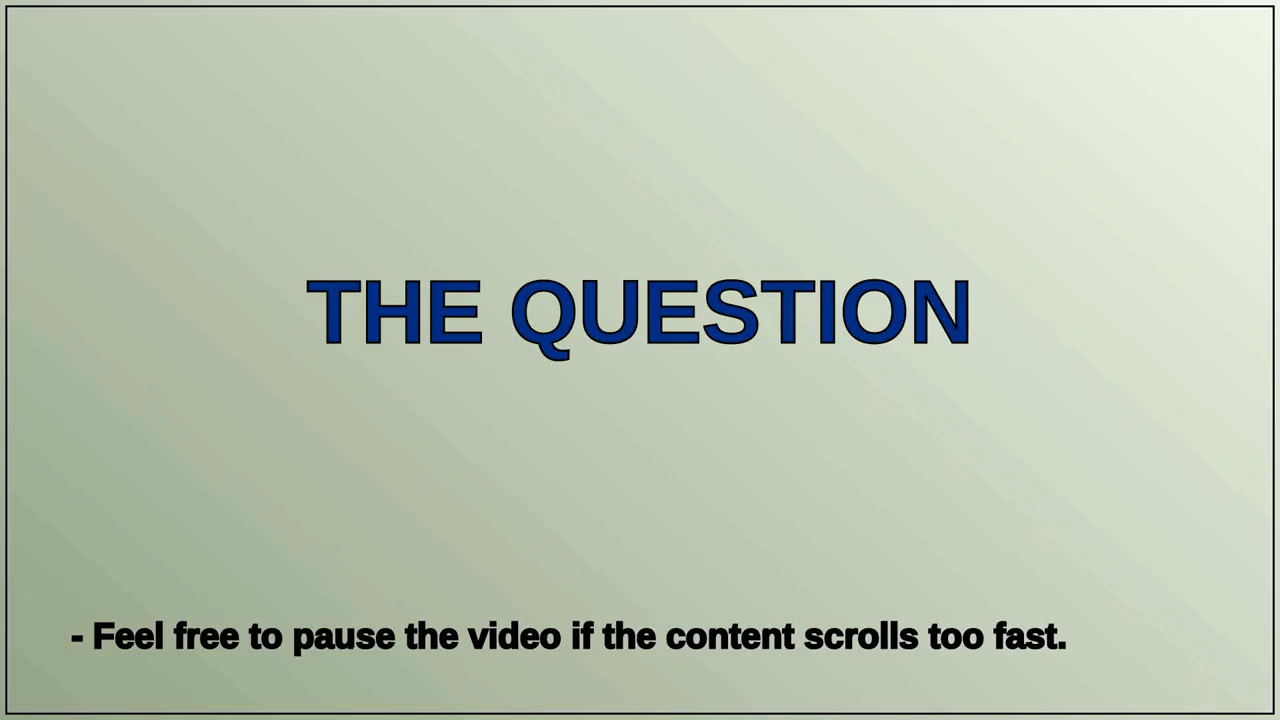 THE QUESTION
- Feel free to pause the video if the content scrolls too fast.